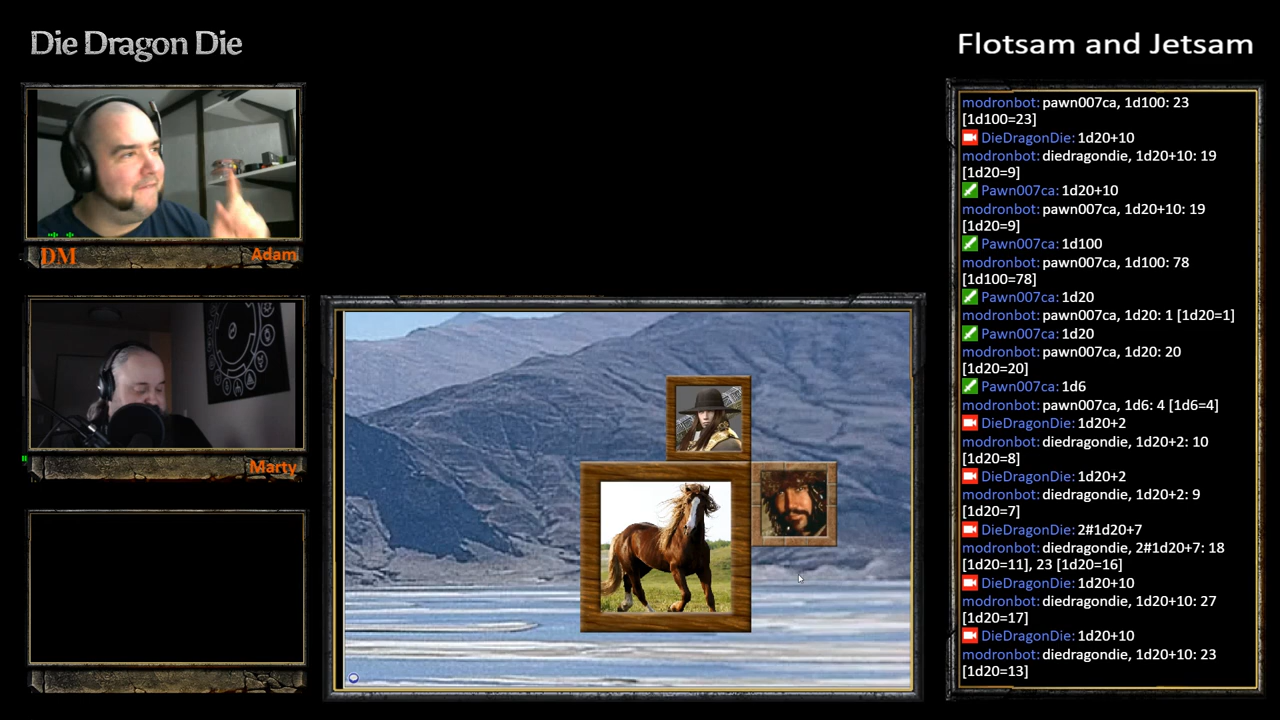 Die Dragon Die
Flotsam and Jetsam
DM
Adam
Marty
modronbot: pawn007ca, 1d100: 23
[1d100=23]
DieDragonDie: 1d20+10
modronbot: diedragondie, 1d20+10: 19
[1d20=9]
Pawn007ca: 1d20+10
modronbot: pawn007ca, 1d20+10: 19
[1d20=9]
Pawn007ca: 1d100
modronbot: pawn007ca, 1d100: 78
[1d100=78]
Pawn007ca: 1d20
modronbot: pawn007ca, 1d20: 1 [1d20=1]
Pawn007ca: 1d20
modronbot: pawn007ca, 1d20: 20
[1d20=20]
Pawn007ca: 1d6
modronbot: pawn007ca, 1d6: 4 [1d6=4]
DieDragonDie: 1d20+2
modronbot: diedragondie, 1d20+2: 10
[1d20=8]
DieDragonDie: 1d20+2
modronbot: diedragondie, 1d20+2: 9
[1d20=7]
DieDragonDie: 2#1d20+7
modronbot: diedragondie, 2#1d20+7: 18
[1d20=11], 23 [1d20=16]
DieDragonDie: 1d20+10
modronbot: diedragondie, 1d20+10: 27
[1d20=17]
DieDragonDie: 1d20+10
modronbot: diedragondie, 1d20+10: 23
[1d20=13]